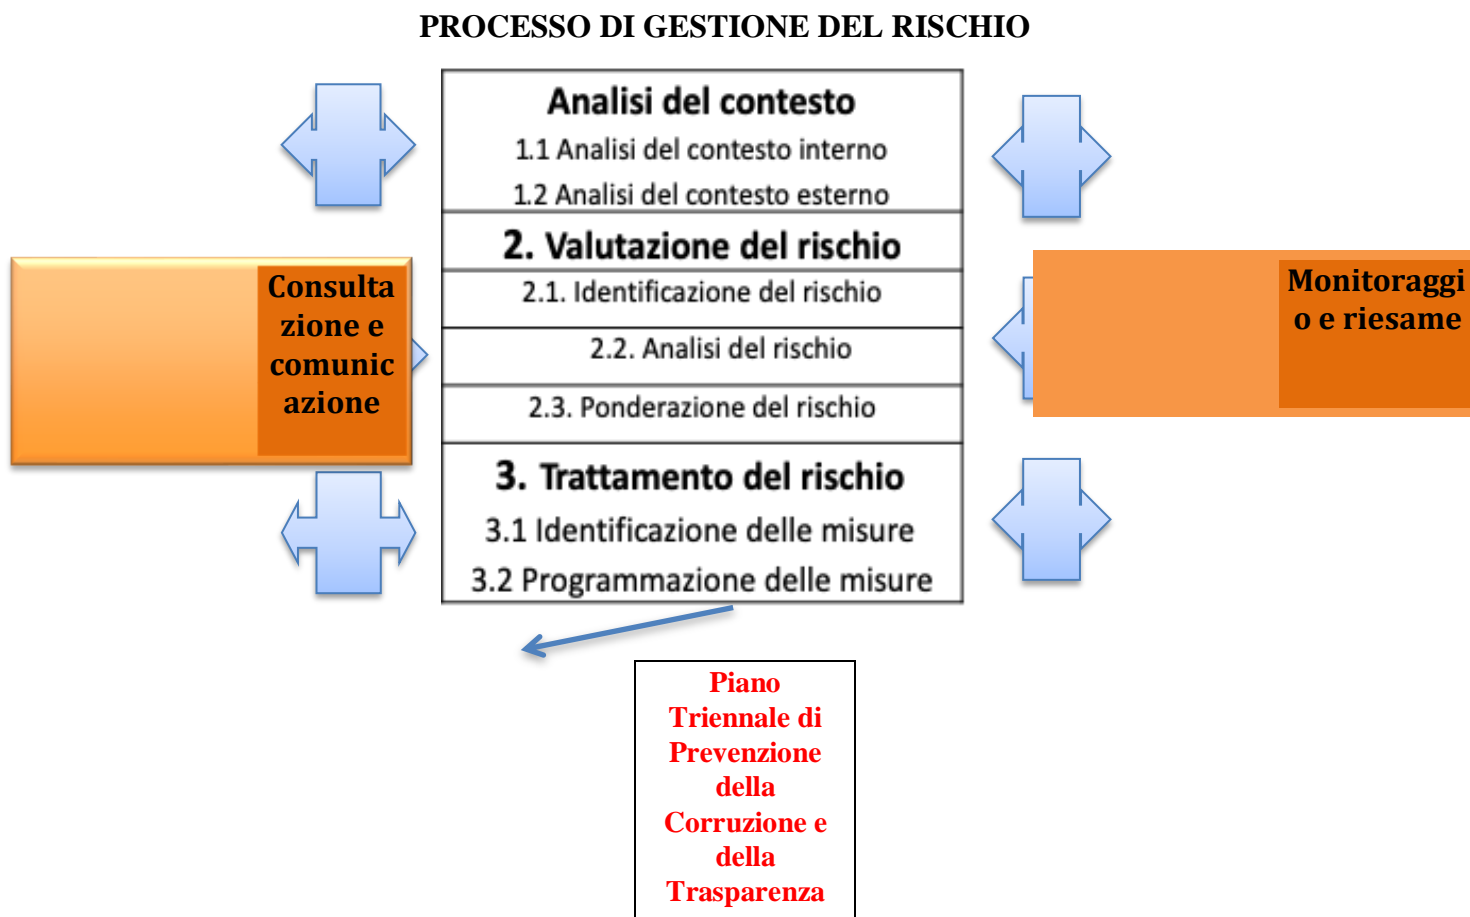 PROCESSO DI GESTIONE DEL RISCHIO
Analisi del contesto
1.1 Analisi del contesto interno
1.2 Analisi del contesto esterno
2. Valutazione del rischio
2.1. Identificazione del rischio
2.2. Analisi del rischio
2.3. Ponderazione del rischio
3. Trattamento del rischio
3.1 Identificazione delle misure
3.2 Programmazione delle misure
Consulta
zione e
comunic
azione
Monitoraggi
o e riesame
Piano
Triennale di
Prevenzione
della
Corruzione e
della
Trasparenza